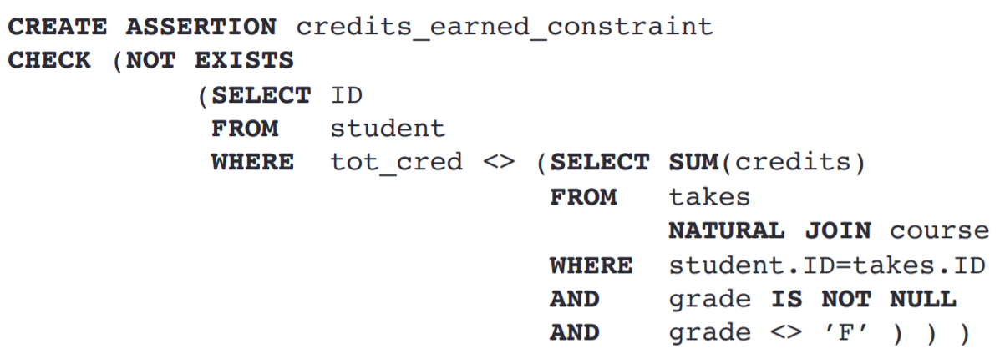 CREATE ASSERTION credits_earned_constraint
CHECK (NOT EXISTS
(SELECT ID
FROM student
WHERE tot_cred <> (SELECT SUM(credits)
FROM takes
NATURAL JOIN course
WHERE student.ID=takes.ID
AND grade IS NOT NULL
AND grade <> ′F′ ) ) )